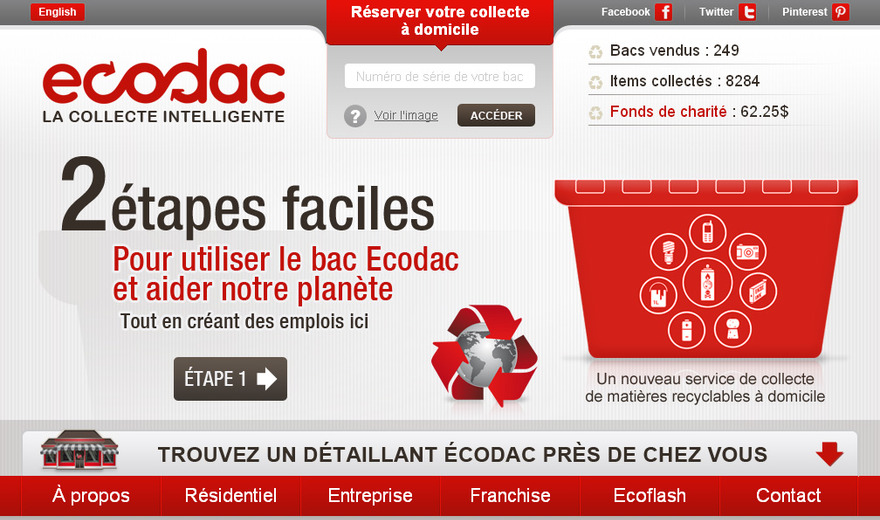 English
Réserver votre collecte
à domicile
Facebook
Twitter
Pinterest
Numéro de série de votre bac
? Voir l'image
ACCÉDER
Bacs vendus : 249
Items collectés : 8284
Fonds de charité : 62.25$
ecodac
LA COLLECTE INTELLIGENTE
2 étapes faciles
Pour utiliser le bac Ecodac
et aider notre planète
Tout en créant des emplois ici
ÉTAPE 1
Un nouveau service de collecte
de matières recyclables à domicile
TROUVEZ UN DÉTAILLANT ÉCODAC PRÈS DE CHEZ VOUS
À propos
Résidentiel
Entreprise
Franchise
Ecoflash
Contact